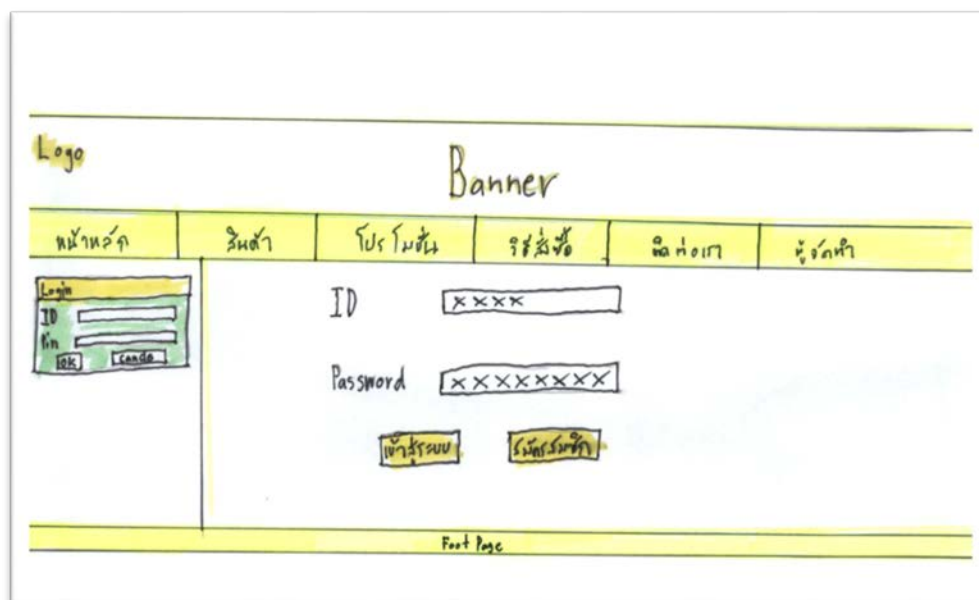 Logo
Banner
หน้าหลัก สินค้า โปรโมชั่น วิธีสั่งซื้อ ติดต่อเรา ผู้จัดทำ
Login
ID
Pin
OK
ID xxxx
Password xxxxxxxx
เข้าสู่ระบบ สมัครสมาชิก
Foot Page